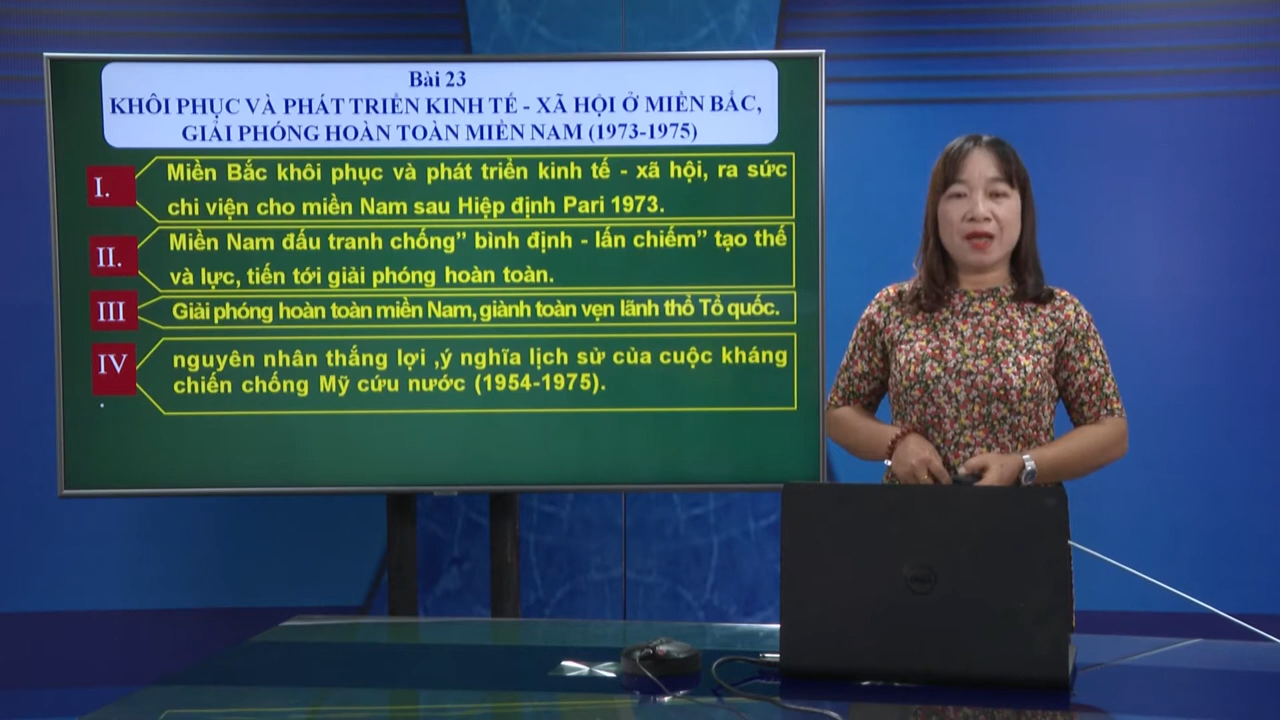 Bài 23
KHÔI PHỤC VÀ PHÁT TRIỂN KINH TẾ - XÃ HỘI Ở MIỀN BẮC,
GIẢI PHÓNG HOÀN TOÀN MIỀN NAM (1973-1975)
I.
Miền Bắc khôi phục và phát triển kinh tế - xã hội, ra sức
chi viện cho miền Nam sau Hiệp định Pari 1973.
II.
Miền Nam đấu tranh chống” bình định - lấn chiếm” tạo thế
và lực, tiến tới giải phóng hoàn toàn.
III
Giải phóng hoàn toàn miền Nam, giành toàn vẹn lãnh thổ Tổ quốc.
IV
.
nguyên nhân thắng lợi ,ý nghĩa lịch sử của cuộc kháng
chiến chống Mỹ cứu nước (1954-1975).
DELL